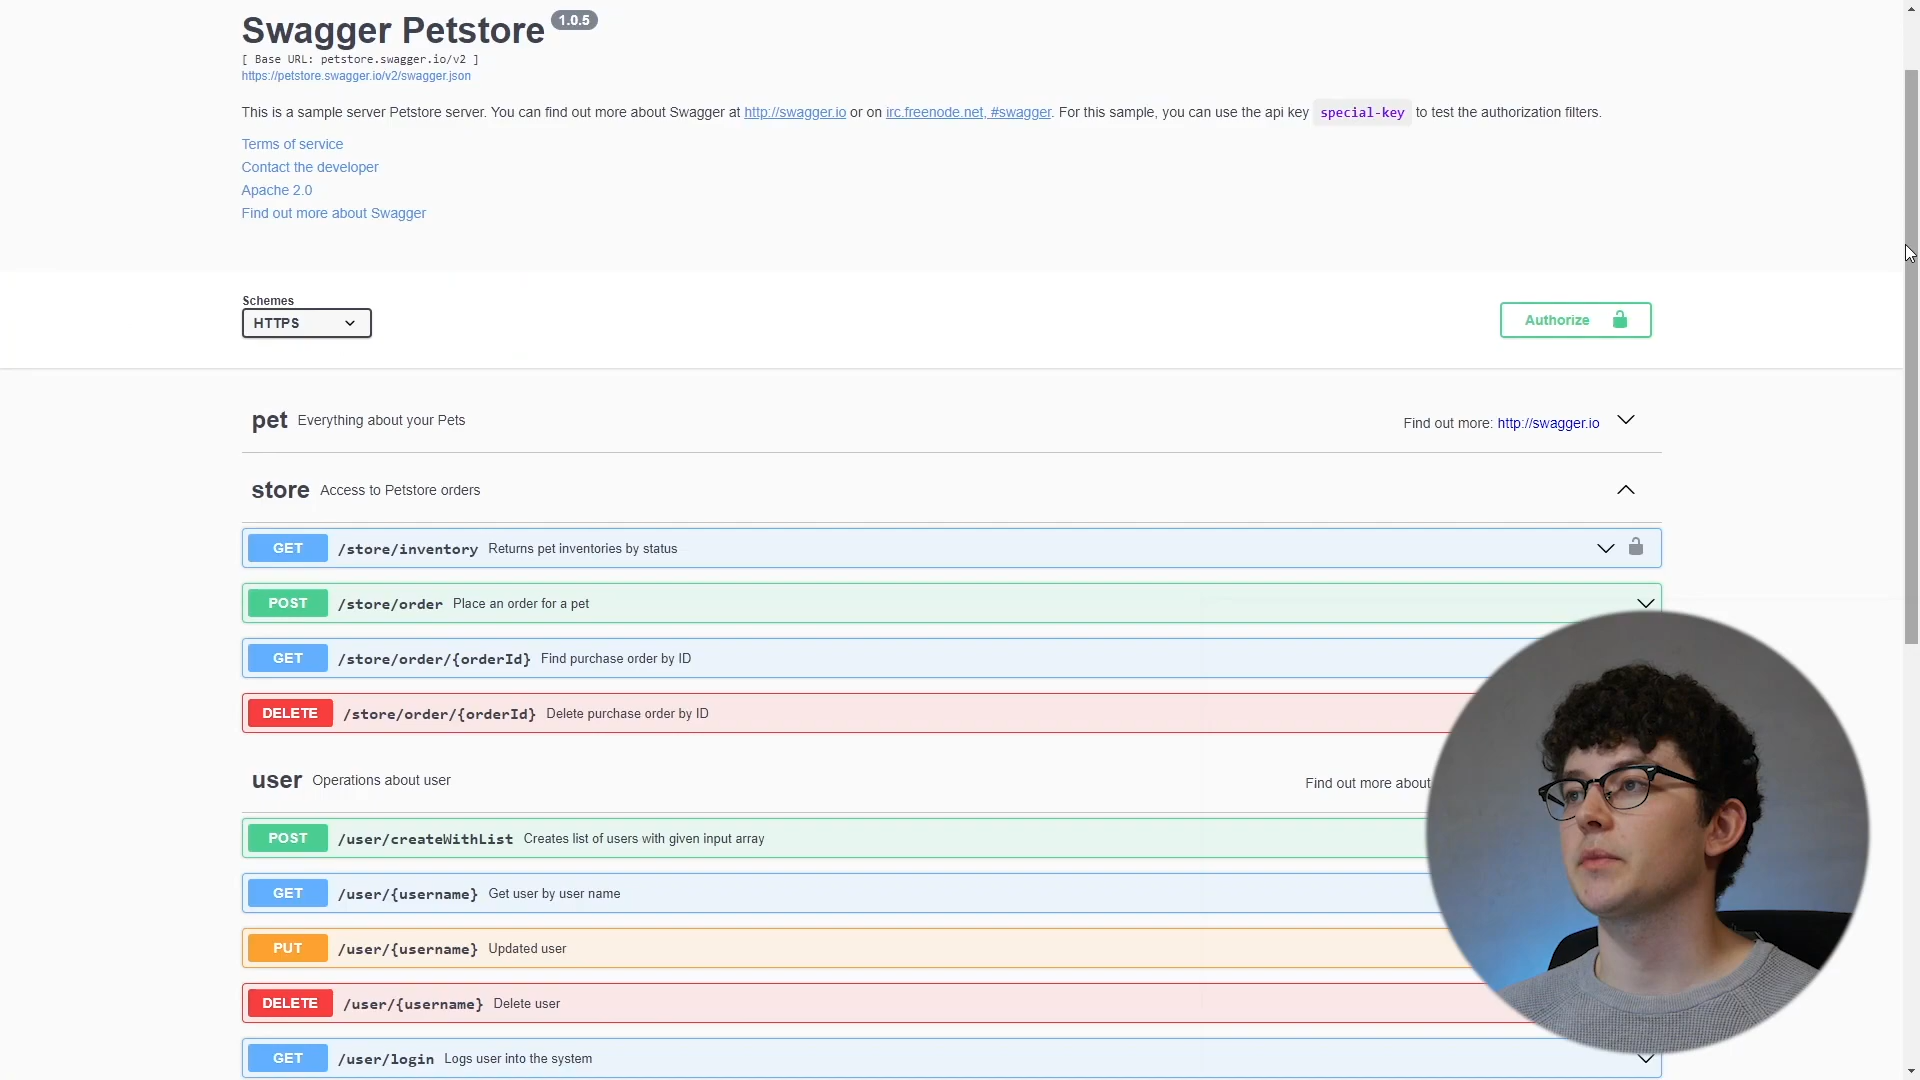 Swagger Petstore 1.0.5
[ Base URL: petstore.swagger.io/v2 ]
https://petstore.swagger.io/v2/swagger.json
This is a sample server Petstore server. You can find out more about Swagger at http://swagger.io or on irc.freenode.net, #swagger. For this sample, you can use the api key special-key to test the authorization filters.
Terms of service
Contact the developer
Apache 2.0
Find out more about Swagger
Schemes
HTTPS
Authorize
pet Everything about your Pets Find out more: http://swagger.io
store Access to Petstore orders
GET /store/inventory Returns pet inventories by status
POST /store/order Place an order for a pet
GET /store/order/{orderId} Find purchase order by ID
DELETE /store/order/{orderId} Delete purchase order by ID
user Operations about user Find out more about
POST /user/createWithList Creates list of users with given input array
GET /user/{username} Get user by user name
PUT /user/{username} Updated user
DELETE /user/{username} Delete user
GET /user/login Logs user into the system